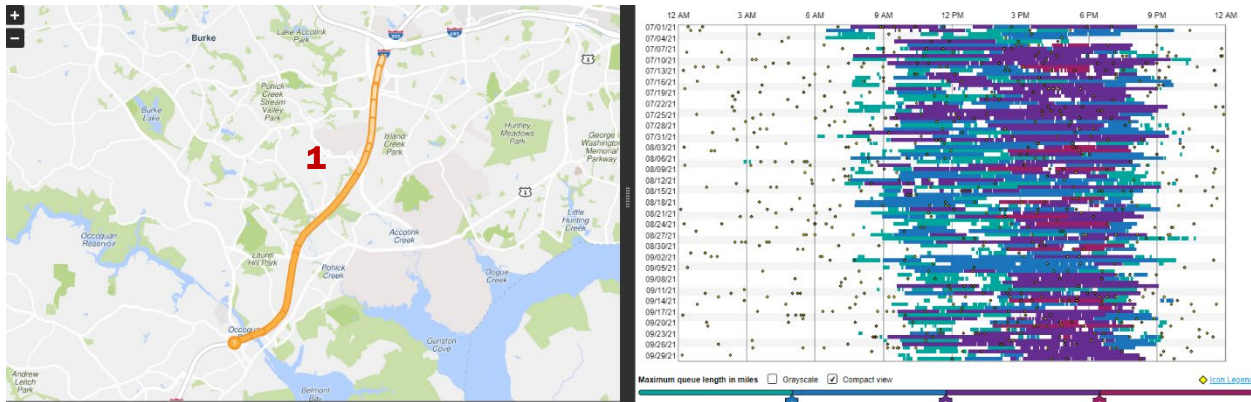 +
−
Burke
Lake Accotink
Park
495
495
1
Pohick
Creek
Stream
Valley
Park
Burke
Lake
Island
Creek
Park
Huntley
Meadows
Park
George
Washington
Memorial
Parkway
1
1
Occoquan
Reservoir
Laurel
Hill Park
Accotink
Creek
Little
Hunting
Creek
Pohick
Creek
Dogue
Creek
Occoquan
Gunston
Cove
Andrew
Leitch
Park
Belmont
Bay
12 AM 3 AM 6 AM 9 AM 12 PM 3 PM 6 PM 9 PM 12 AM
07/01/21
07/04/21
07/07/21
07/10/21
07/13/21
07/16/21
07/19/21
07/22/21
07/25/21
07/28/21
07/31/21
08/03/21
08/06/21
08/09/21
08/12/21
08/15/21
08/18/21
08/21/21
08/24/21
08/27/21
08/30/21
09/02/21
09/05/21
09/08/21
09/11/21
09/14/21
09/17/21
09/20/21
09/23/21
09/26/21
09/29/21
Maximum queue length in miles Grayscale Compact view Icon Legend